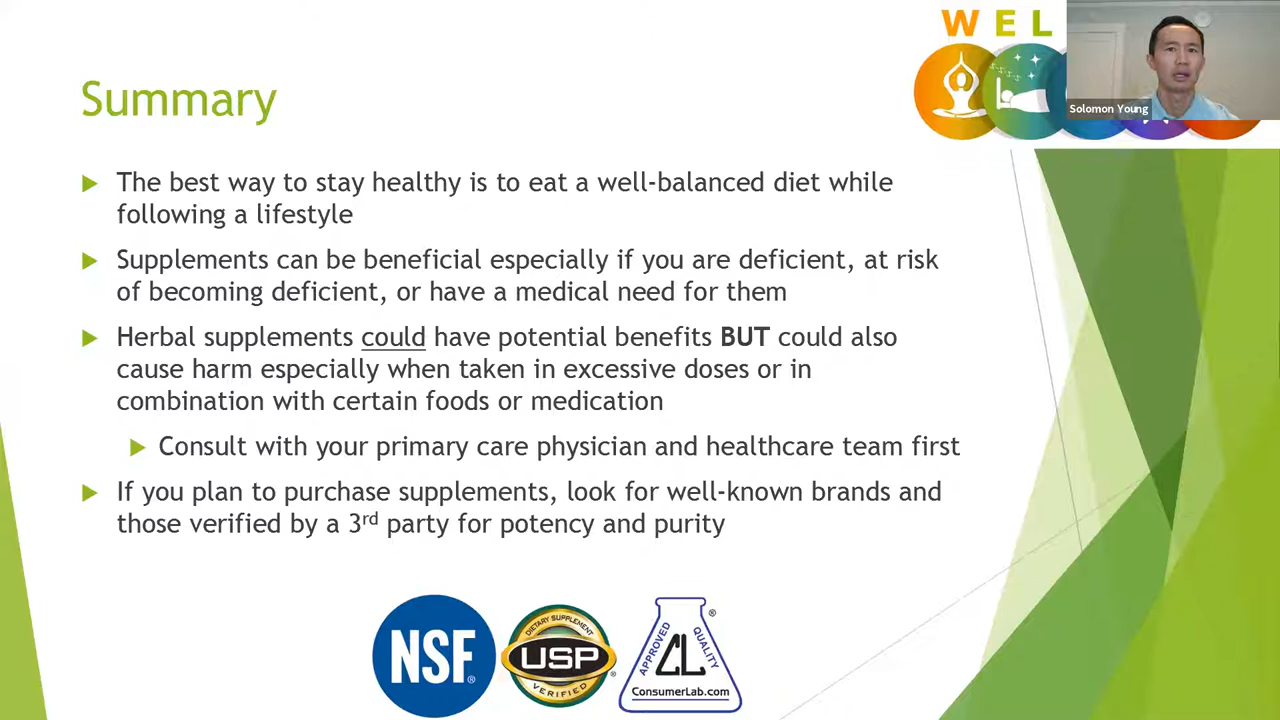 W E L
Solomon Young
Summary
The best way to stay healthy is to eat a well-balanced diet while
following a lifestyle
Supplements can be beneficial especially if you are deficient, at risk
of becoming deficient, or have a medical need for them
Herbal supplements could have potential benefits BUT could also
cause harm especially when taken in excessive doses or in
combination with certain foods or medication
Consult with your primary care physician and healthcare team first
If you plan to purchase supplements, look for well-known brands and
those verified by a 3rd party for potency and purity
NSF®
DIETARY SUPPLEMENT
USP®
VERIFIED
APPROVED QUALITY ®
CL
ConsumerLab.com